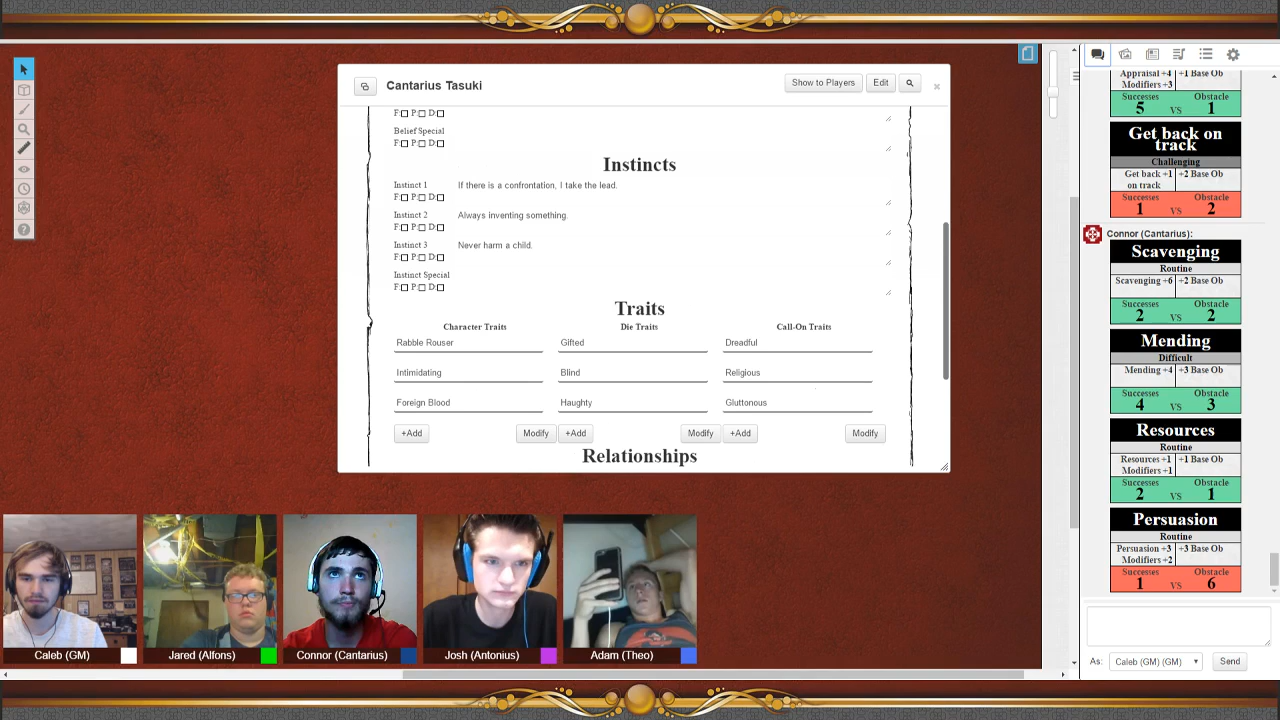 Cantarius Tasuki
Show to Players
Edit
F: P: D:
Belief Special
F: P: D:
Instincts
Instinct 1 If there is a confrontation, I take the lead.
F: P: D:
Instinct 2 Always inventing something.
F: P: D:
Instinct 3 Never harm a child.
F: P: D:
Instinct Special
F: P: D:
Traits
Character Traits Die Traits Call-On Traits
Rabble Rouser Gifted Dreadful
Intimidating Blind Religious
Foreign Blood Haughty Gluttonous
+Add Modify +Add Modify +Add Modify
Relationships
Caleb (GM)
Jared (Alfons)
Connor (Cantarius)
Josh (Antonius)
Adam (Theo)
Appraisal +4 +1 Base Ob
Modifiers +3
Successes Obstacle
5 VS 1
Get back on
track
Challenging
Get back +1 +2 Base Ob
on track
Successes Obstacle
1 VS 2
Connor (Cantarius):
Scavenging
Routine
Scavenging +6 +2 Base Ob
Successes Obstacle
2 VS 2
Mending
Difficult
Mending +4 +3 Base Ob
Successes Obstacle
4 VS 3
Resources
Routine
Resources +1 +1 Base Ob
Modifiers +1
Successes Obstacle
2 VS 1
Persuasion
Routine
Persuasion +3 +3 Base Ob
Modifiers +2
Successes Obstacle
1 VS 6
As: Caleb (GM) (GM) Send